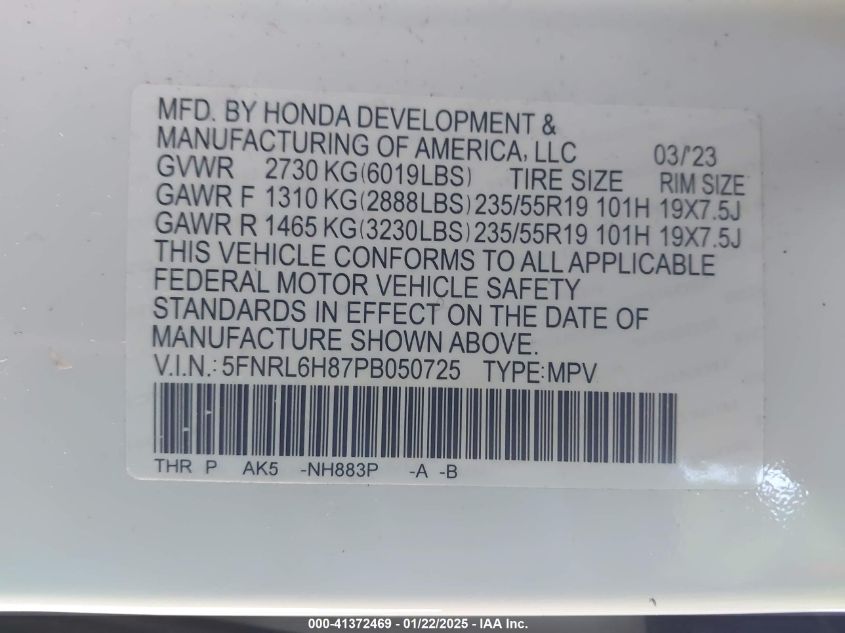 MFD. BY HONDA DEVELOPMENT &
MANUFACTURING OF AMERICA, LLC 03/'23
GVWR 2730 KG(6019LBS) TIRE SIZE RIM SIZE
GAWR F 1310 KG(2888LBS) 235/55R19 101H 19X7.5J
GAWR R 1465 KG(3230LBS) 235/55R19 101H 19X7.5J
THIS VEHICLE CONFORMS TO ALL APPLICABLE
FEDERAL MOTOR VEHICLE SAFETY
STANDARDS IN EFFECT ON THE DATE OF
MANUFACTURE SHOWN ABOVE.
V.I.N.: 5FNRL6H87PB050725 TYPE:MPV
THR P AK5 -NH883P -A -B
000-41372469 - 01/22/2025 - IAA Inc.